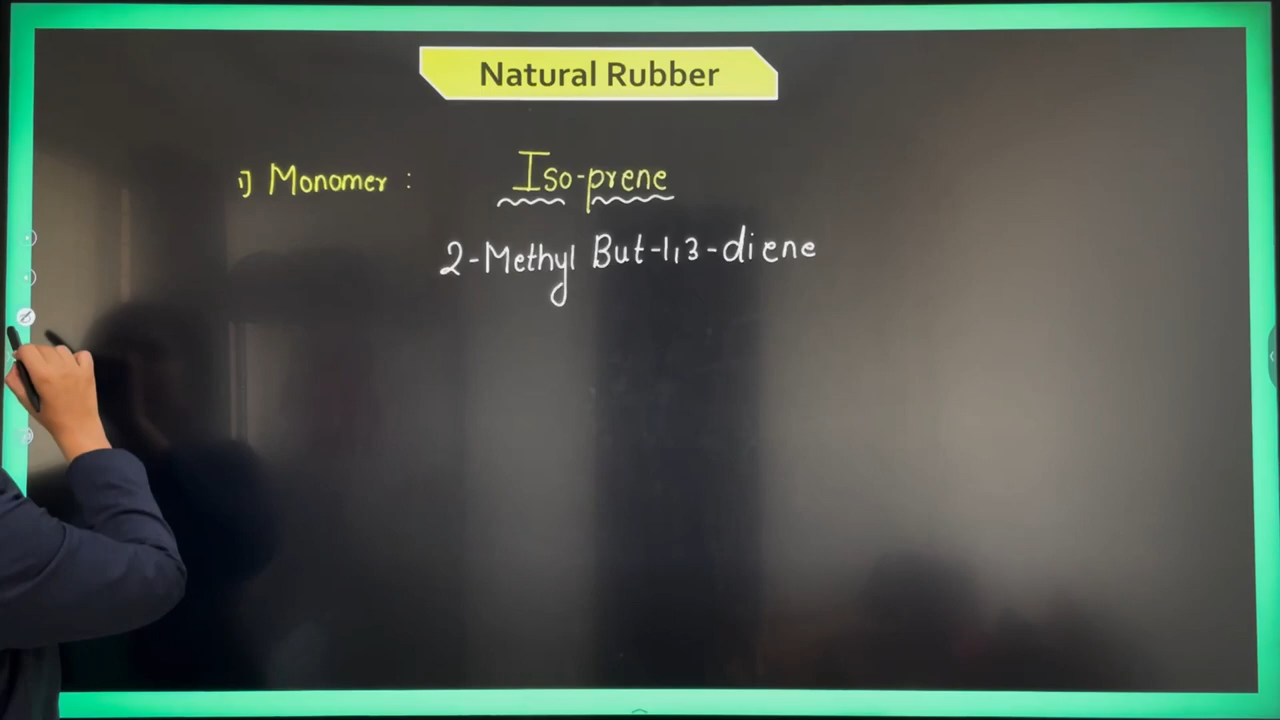 Natural Rubber
1) Monomer : Iso-prene
2-Methyl But-1,3-diene